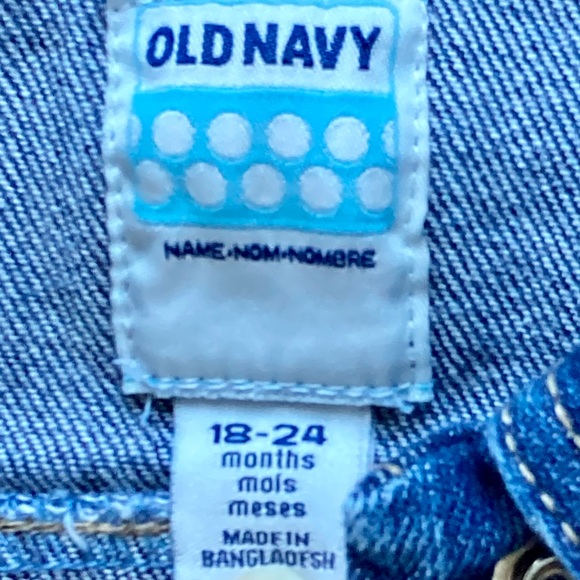 OLD NAVY
NAME•NOM•NOMBRE
18-24
months
mois
meses
MADE IN
BANGLADESH